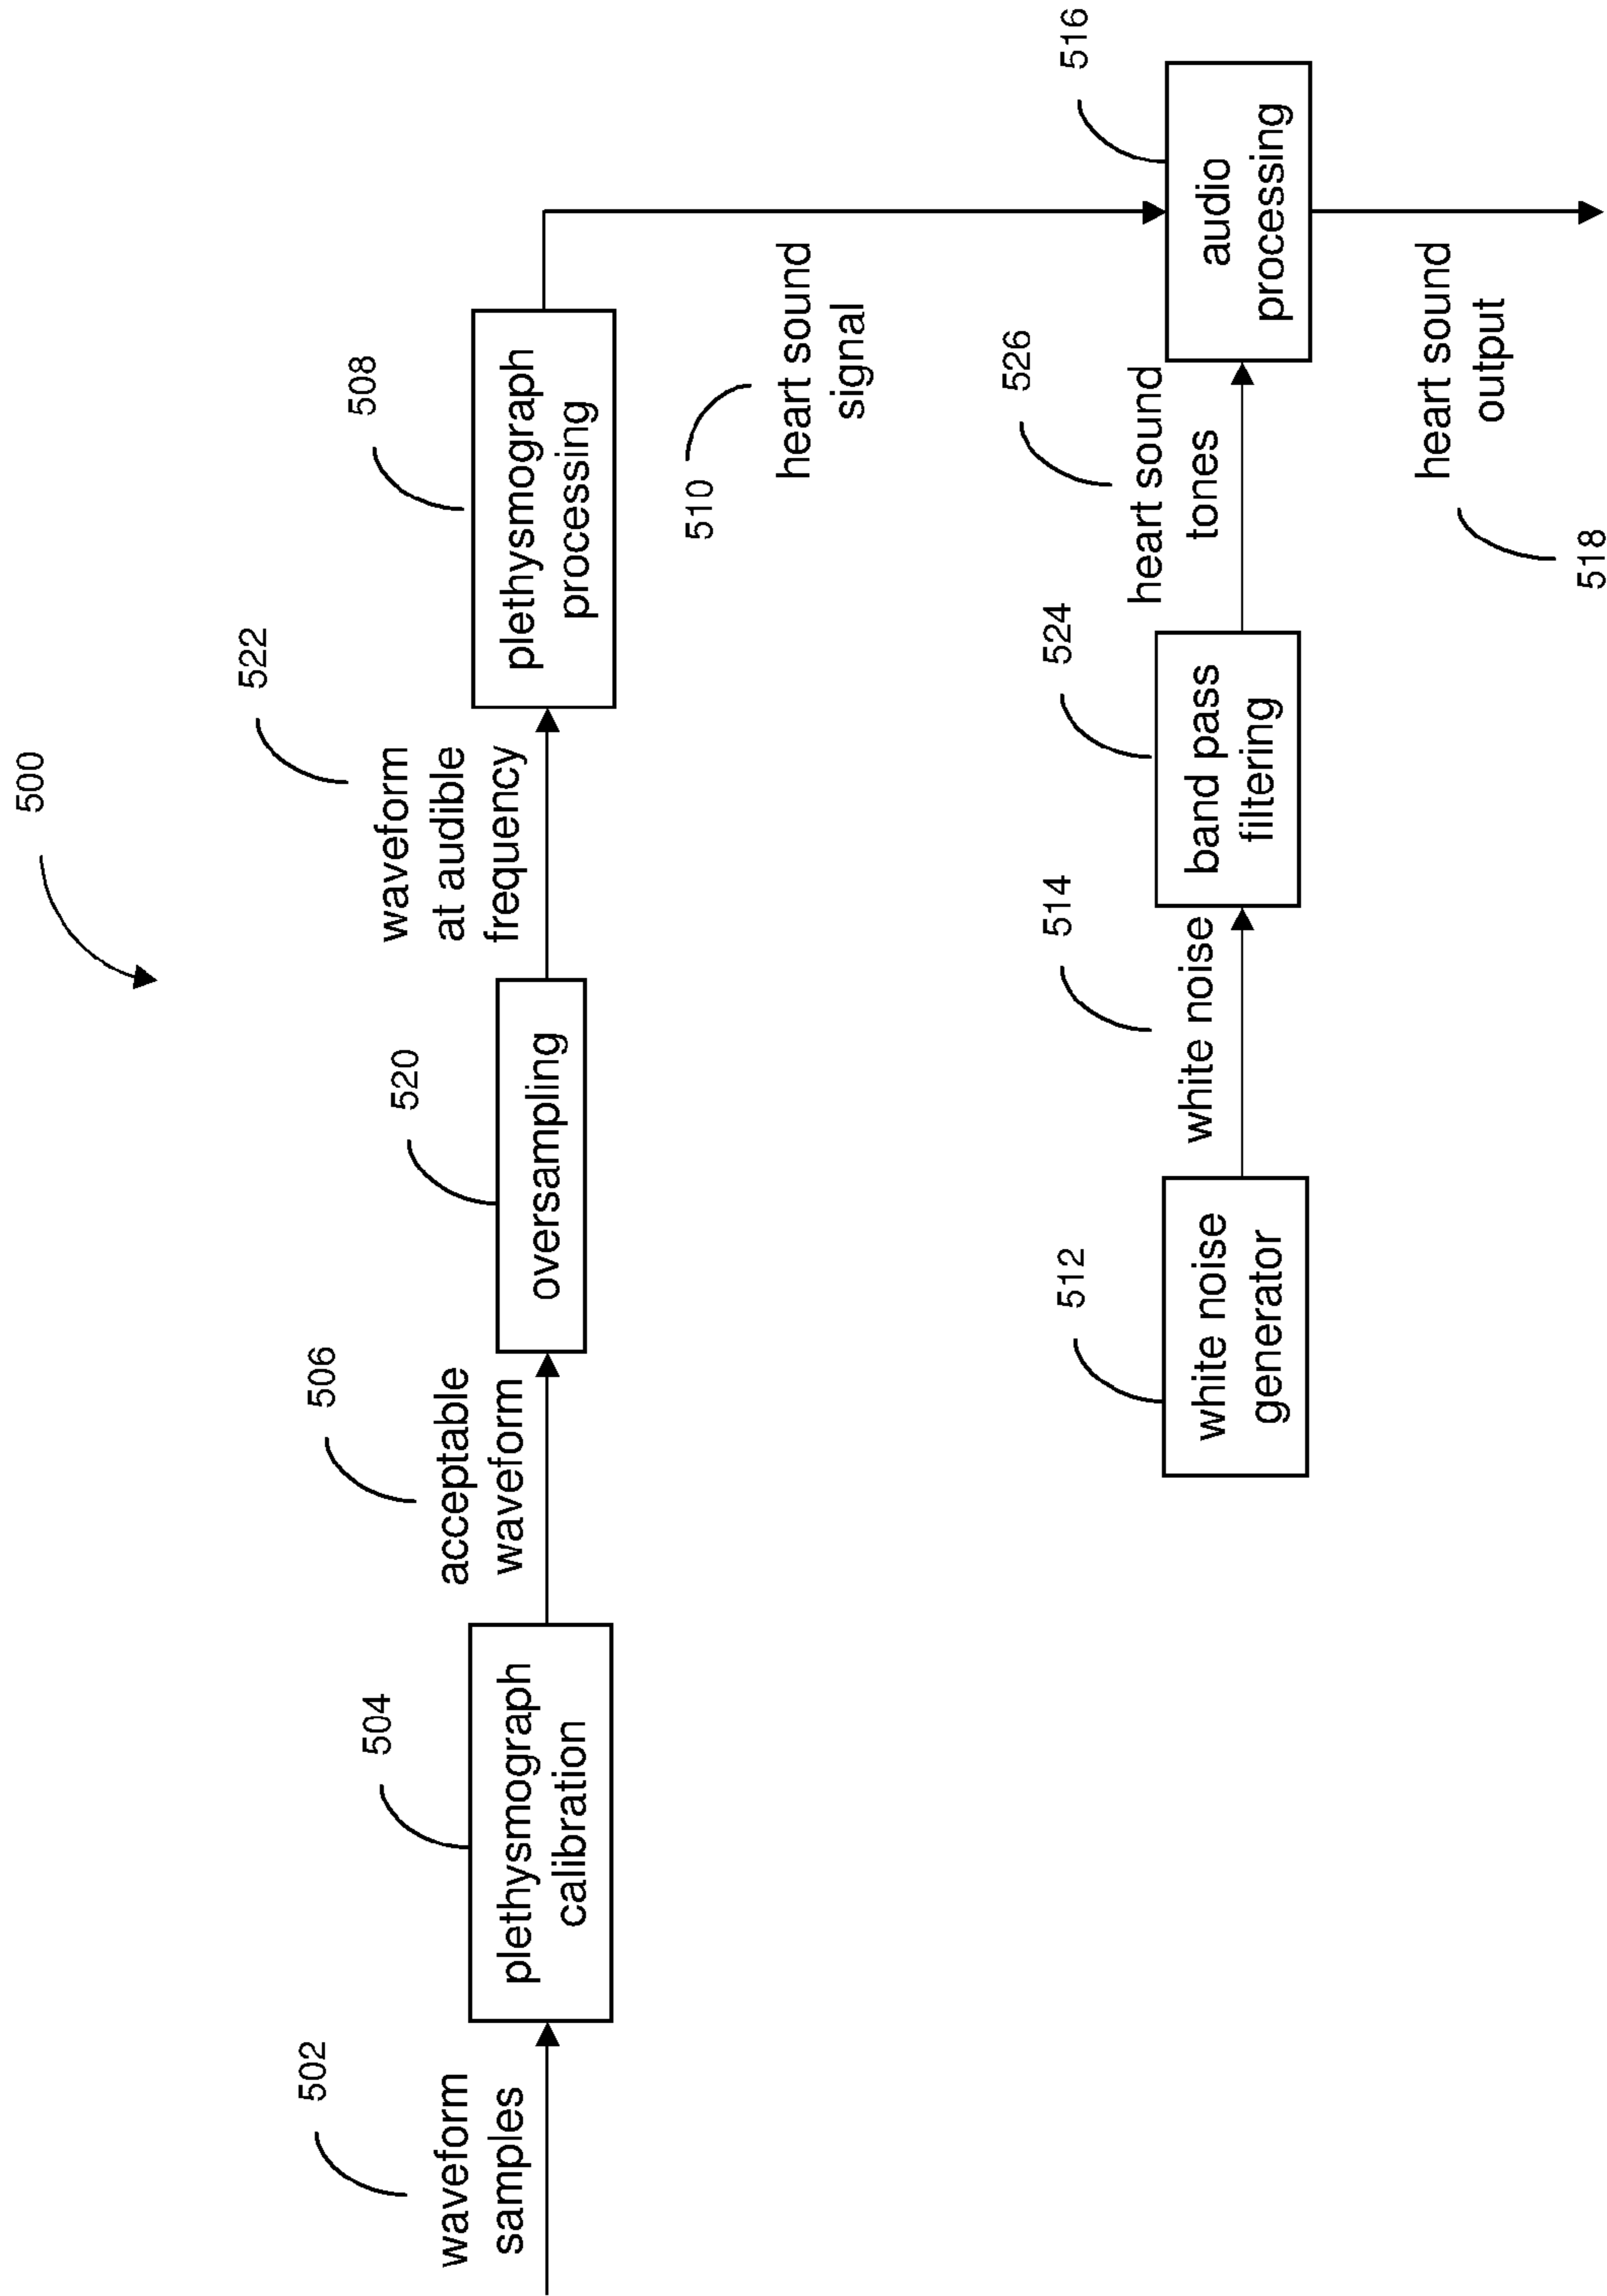 500
502
waveform
samples
504
plethysmograph
calibration
506
acceptable
waveform
520
oversampling
522
waveform
at audible
frequency
508
plethysmograph
processing
510
heart sound
signal
512
white noise
generator
514
white noise
524
band pass
filtering
526
heart sound
tones
516
audio
processing
518
heart sound
output